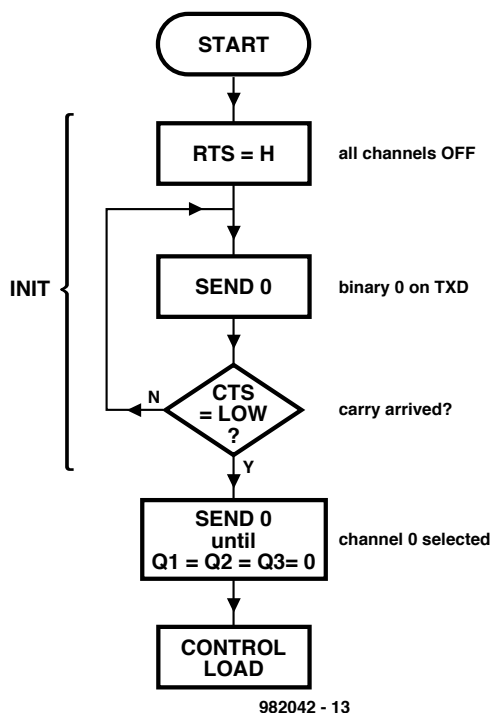 START
RTS = H
all channels OFF
INIT
SEND 0
binary 0 on TXD
CTS
= LOW
?
N
carry arrived?
Y
SEND 0
until
Q1 = Q2 = Q3= 0
channel 0 selected
CONTROL
LOAD
982042 - 13